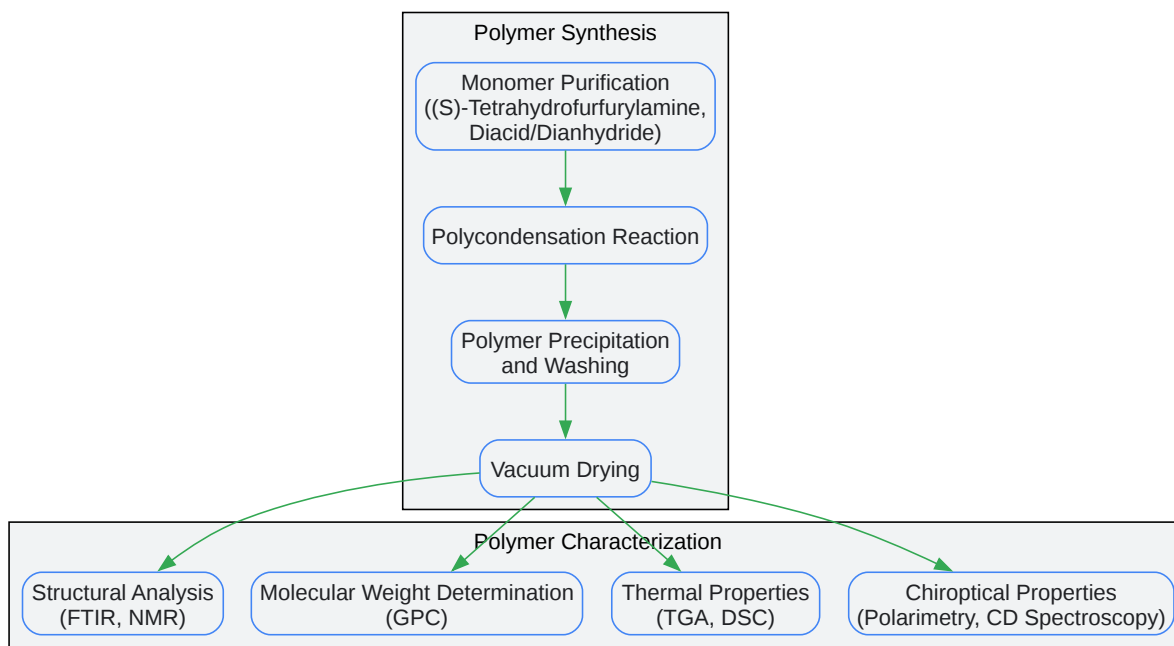 Polymer Synthesis
Monomer Purification
((S)-Tetrahydrofurfurylamine,
Diacid/Dianhydride)
Polycondensation Reaction
Polymer Precipitation
and Washing
Vacuum Drying
Polymer Characterization
Structural Analysis
(FTIR, NMR)
Molecular Weight Determination
(GPC)
Thermal Properties
(TGA, DSC)
Chiroptical Properties
(Polarimetry, CD Spectroscopy)